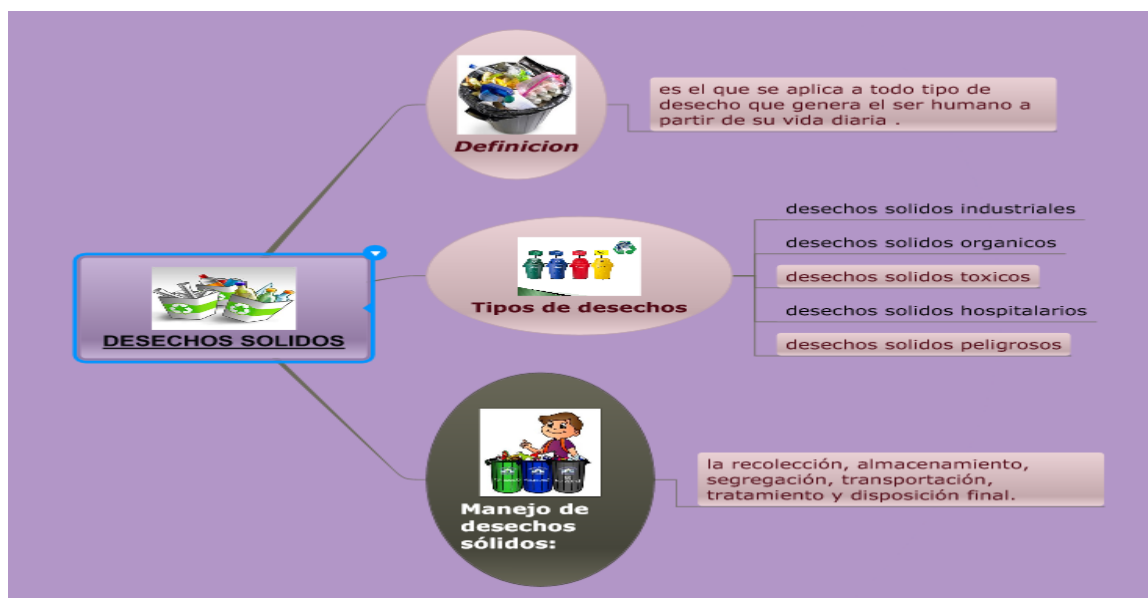 Definicion
es el que se aplica a todo tipo de
desecho que genera el ser humano a
partir de su vida diaria .
DESECHOS SOLIDOS
Tipos de desechos
desechos solidos industriales
desechos solidos organicos
desechos solidos toxicos
desechos solidos hospitalarios
desechos solidos peligrosos
Manejo de
desechos
sólidos:
la recolección, almacenamiento,
segregación, transportación,
tratamiento y disposición final.